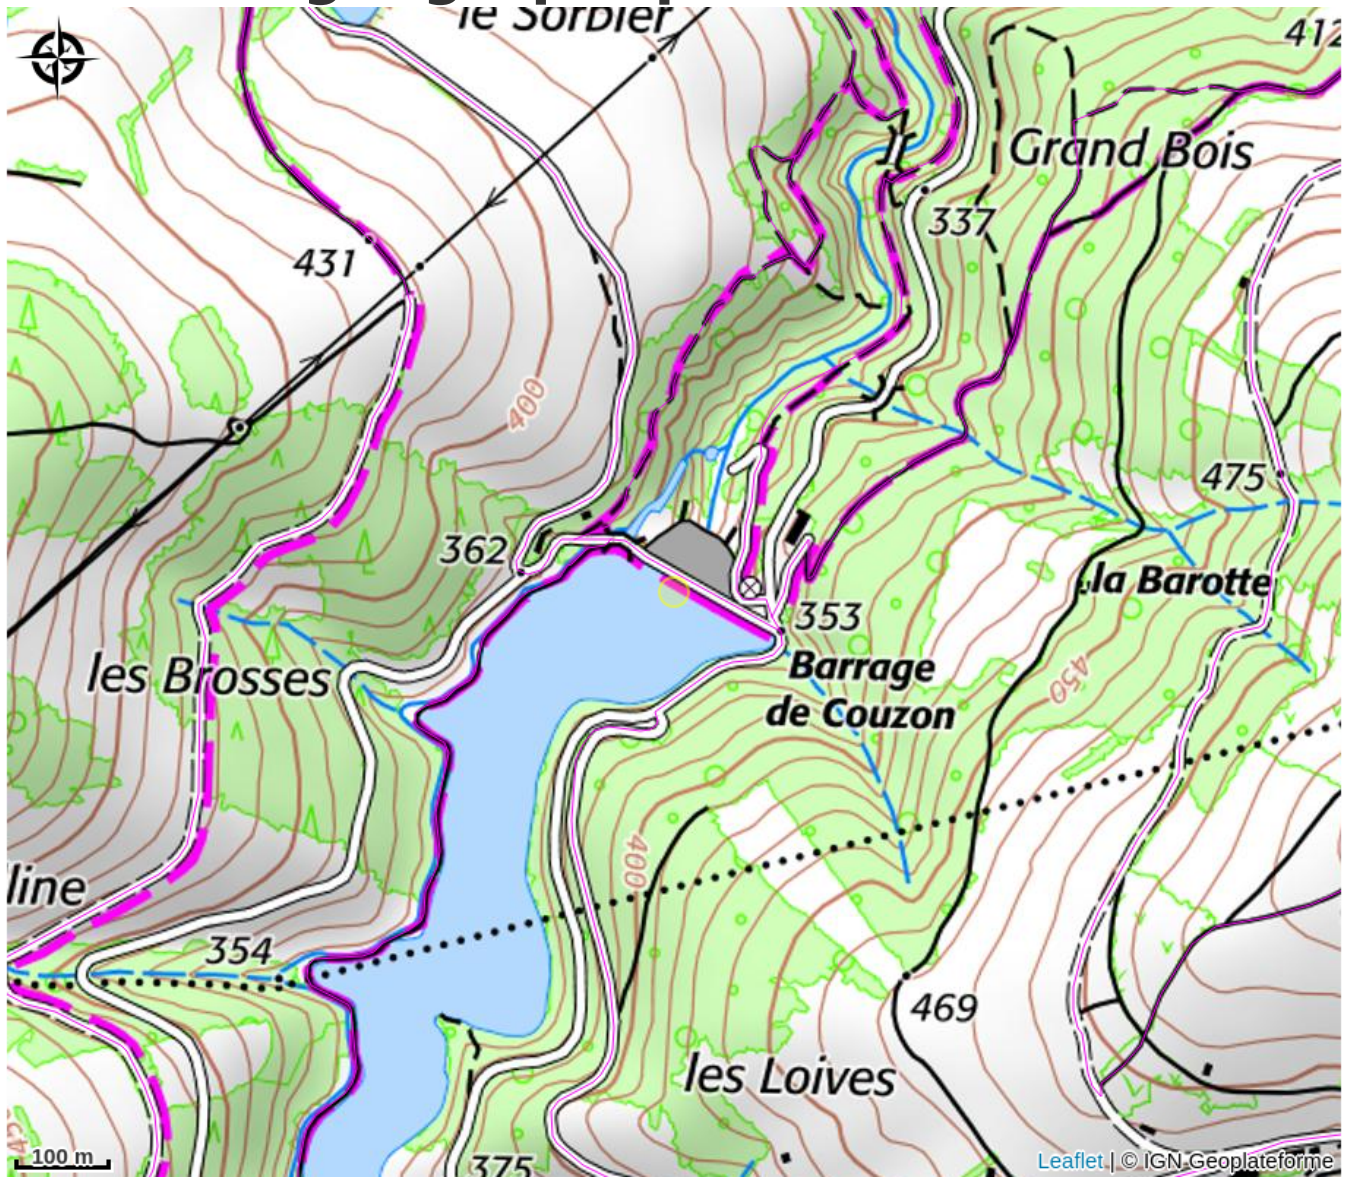 le Sorbier
412
Grand Bois
337
431
400
475
362
la Barotte
353
les Brosses
450
Barrage
de Couzon
400
line
354
469
les Loives
375
100 m
Leaflet | © IGN-Geoplateforme